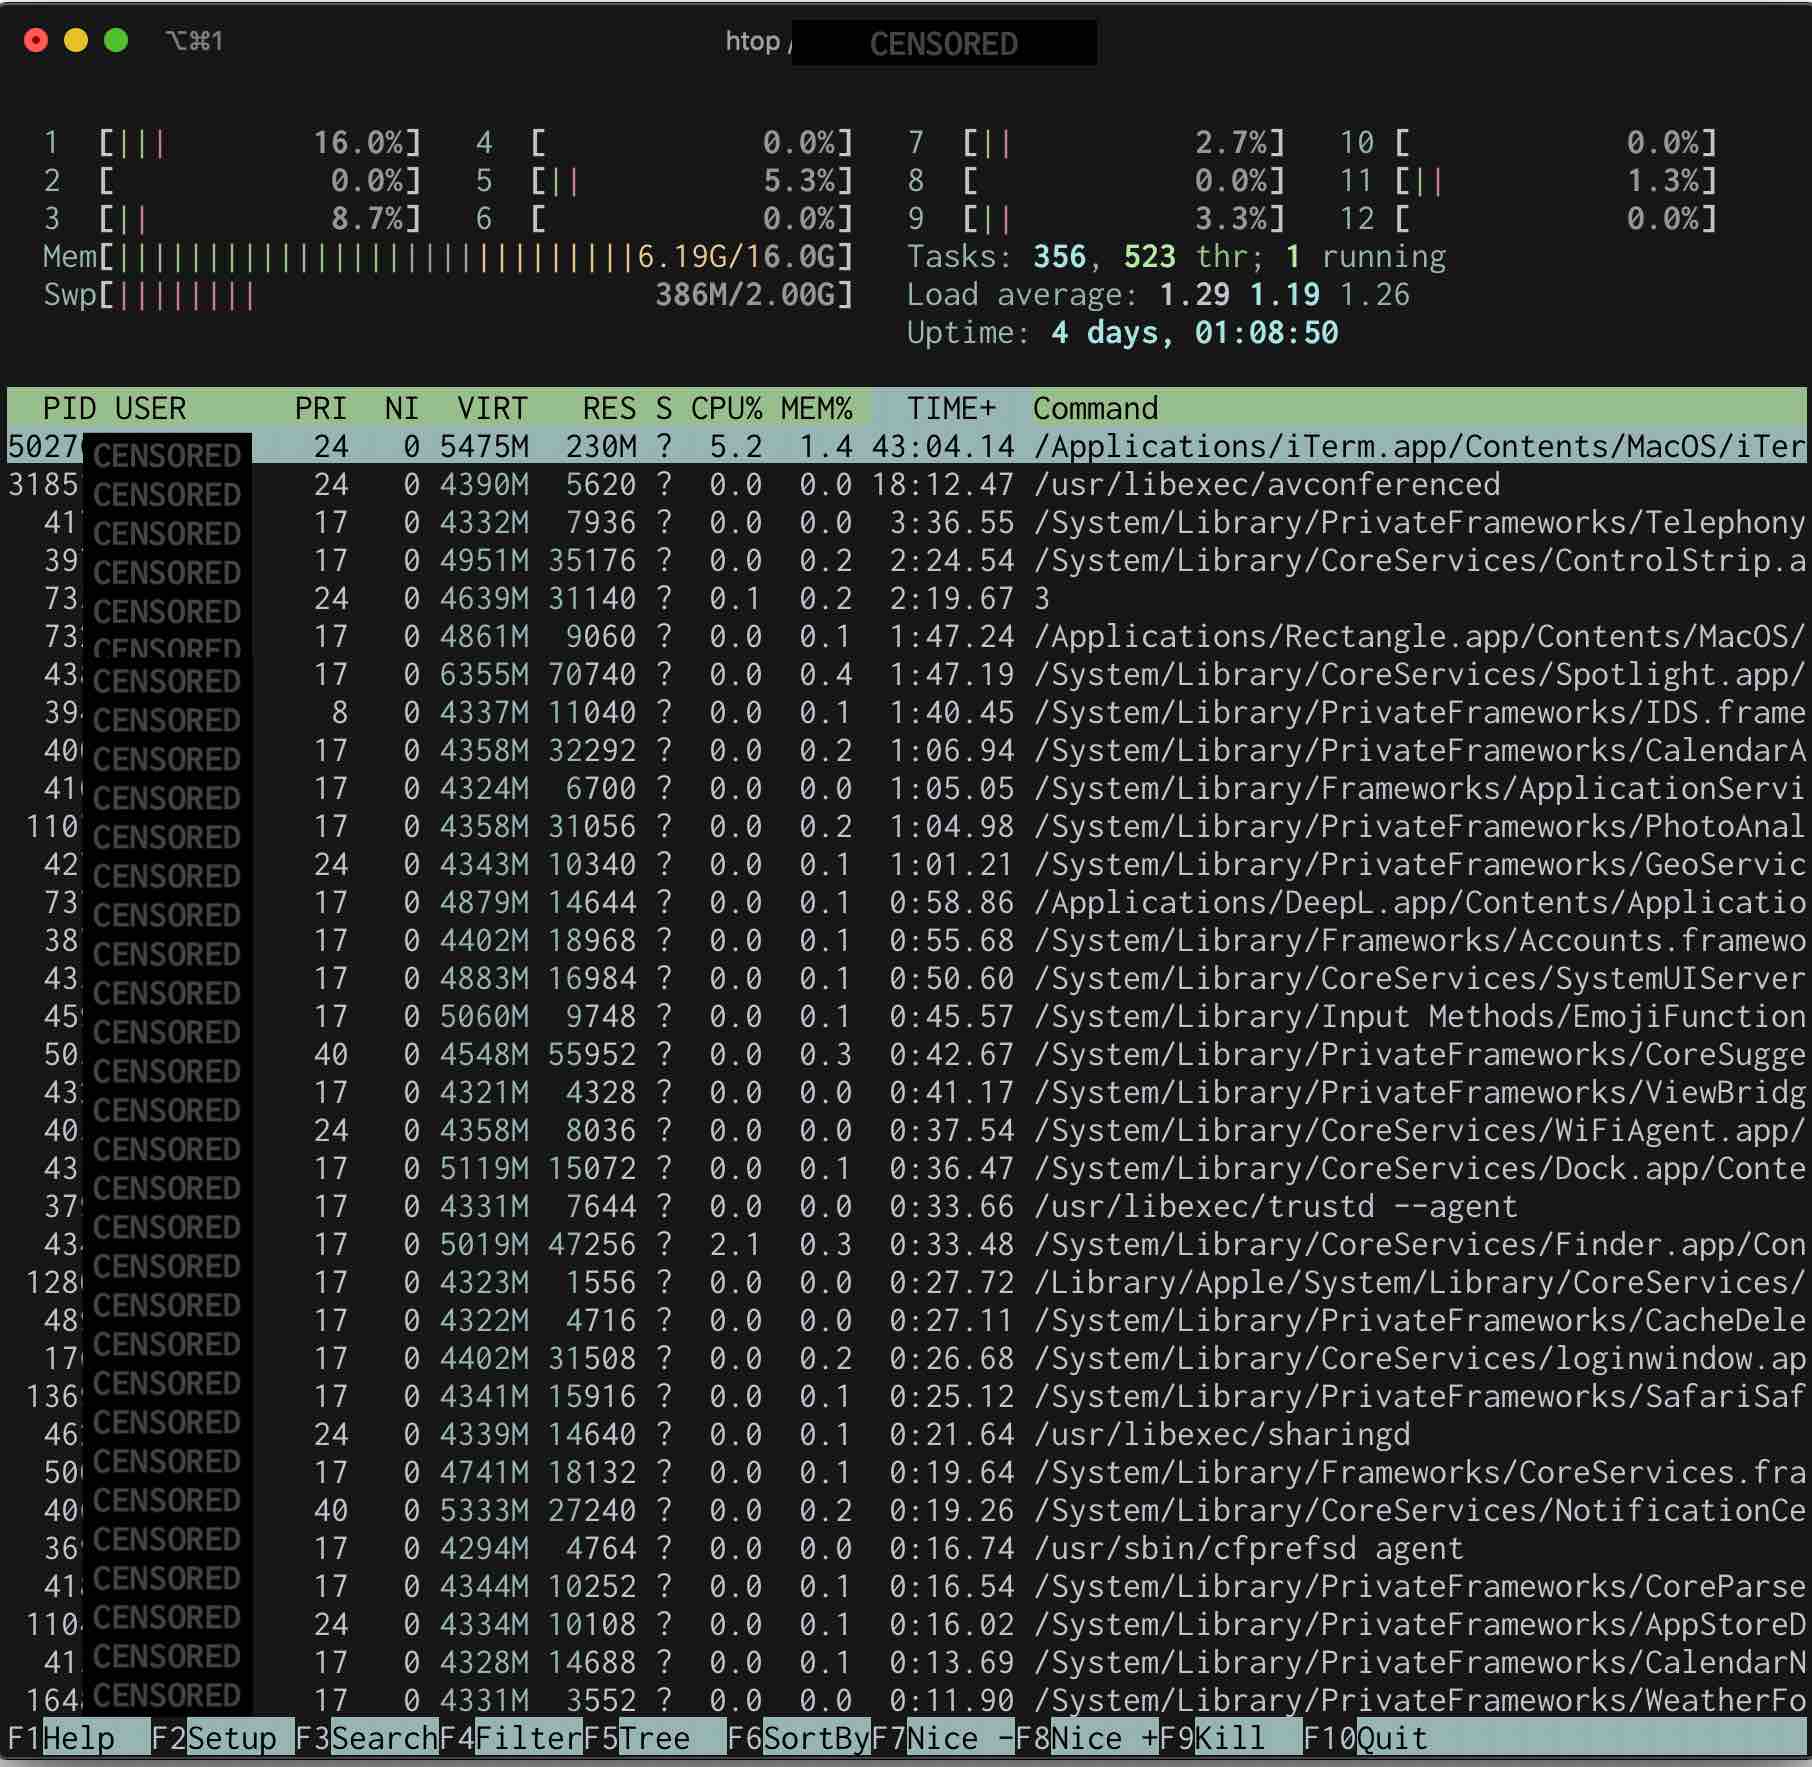 ⌥⌘1 htop / CENSORED
1 [||| 16.0%] 4 [ 0.0%] 7 [|| 2.7%] 10 [ 0.0%]
2 [ 0.0%] 5 [|| 5.3%] 8 [ 0.0%] 11 [|| 1.3%]
3 [|| 8.7%] 6 [ 0.0%] 9 [|| 3.3%] 12 [ 0.0%]
Mem[|||||||||||||||||||||||||||||6.19G/16.0G] Tasks: 356, 523 thr; 1 running
Swp[|||||||| 386M/2.00G] Load average: 1.29 1.19 1.26
Uptime: 4 days, 01:08:50
PID USER PRI NI VIRT RES S CPU% MEM% TIME+ Command
5027 CENSORED 24 0 5475M 230M ? 5.2 1.4 43:04.14 /Applications/iTerm.app/Contents/MacOS/iTer
3185 CENSORED 24 0 4390M 5620 ? 0.0 0.0 18:12.47 /usr/libexec/avconferenced
41 CENSORED 17 0 4332M 7936 ? 0.0 0.0 3:36.55 /System/Library/PrivateFrameworks/Telephony
39 CENSORED 17 0 4951M 35176 ? 0.0 0.2 2:24.54 /System/Library/CoreServices/ControlStrip.a
73 CENSORED 24 0 4639M 31140 ? 0.1 0.2 2:19.67 3
73 CENSORED 17 0 4861M 9060 ? 0.0 0.1 1:47.24 /Applications/Rectangle.app/Contents/MacOS/
43 CENSORED 17 0 6355M 70740 ? 0.0 0.4 1:47.19 /System/Library/CoreServices/Spotlight.app/
39 CENSORED 8 0 4337M 11040 ? 0.0 0.1 1:40.45 /System/Library/PrivateFrameworks/IDS.frame
40 CENSORED 17 0 4358M 32292 ? 0.0 0.2 1:06.94 /System/Library/PrivateFrameworks/CalendarA
41 CENSORED 17 0 4324M 6700 ? 0.0 0.0 1:05.05 /System/Library/Frameworks/ApplicationServi
110 CENSORED 17 0 4358M 31056 ? 0.0 0.2 1:04.98 /System/Library/PrivateFrameworks/PhotoAnal
42 CENSORED 24 0 4343M 10340 ? 0.0 0.1 1:01.21 /System/Library/PrivateFrameworks/GeoServic
73 CENSORED 17 0 4879M 14644 ? 0.0 0.1 0:58.86 /Applications/DeepL.app/Contents/Applicatio
38 CENSORED 17 0 4402M 18968 ? 0.0 0.1 0:55.68 /System/Library/Frameworks/Accounts.framewo
43 CENSORED 17 0 4883M 16984 ? 0.0 0.1 0:50.60 /System/Library/CoreServices/SystemUIServer
45 CENSORED 17 0 5060M 9748 ? 0.0 0.1 0:45.57 /System/Library/Input Methods/EmojiFunction
50 CENSORED 40 0 4548M 55952 ? 0.0 0.3 0:42.67 /System/Library/PrivateFrameworks/CoreSugge
43 CENSORED 17 0 4321M 4328 ? 0.0 0.0 0:41.17 /System/Library/PrivateFrameworks/ViewBridg
40 CENSORED 24 0 4358M 8036 ? 0.0 0.0 0:37.54 /System/Library/CoreServices/WiFiAgent.app/
43 CENSORED 17 0 5119M 15072 ? 0.0 0.1 0:36.47 /System/Library/CoreServices/Dock.app/Conte
37 CENSORED 17 0 4331M 7644 ? 0.0 0.0 0:33.66 /usr/libexec/trustd --agent
43 CENSORED 17 0 5019M 47256 ? 2.1 0.3 0:33.48 /System/Library/CoreServices/Finder.app/Con
128 CENSORED 17 0 4323M 1556 ? 0.0 0.0 0:27.72 /Library/Apple/System/Library/CoreServices/
48 CENSORED 17 0 4322M 4716 ? 0.0 0.0 0:27.11 /System/Library/PrivateFrameworks/CacheDele
17 CENSORED 17 0 4402M 31508 ? 0.0 0.2 0:26.68 /System/Library/CoreServices/loginwindow.ap
136 CENSORED 17 0 4341M 15916 ? 0.0 0.1 0:25.12 /System/Library/PrivateFrameworks/SafariSaf
46 CENSORED 24 0 4339M 14640 ? 0.0 0.1 0:21.64 /usr/libexec/sharingd
50 CENSORED 17 0 4741M 18132 ? 0.0 0.1 0:19.64 /System/Library/Frameworks/CoreServices.fra
40 CENSORED 40 0 5333M 27240 ? 0.0 0.2 0:19.26 /System/Library/CoreServices/NotificationCe
36 CENSORED 17 0 4294M 4764 ? 0.0 0.0 0:16.74 /usr/sbin/cfprefsd agent
41 CENSORED 17 0 4344M 10252 ? 0.0 0.1 0:16.54 /System/Library/PrivateFrameworks/CoreParse
110 CENSORED 24 0 4334M 10108 ? 0.0 0.1 0:16.02 /System/Library/PrivateFrameworks/AppStoreD
41 CENSORED 17 0 4328M 14688 ? 0.0 0.1 0:13.69 /System/Library/PrivateFrameworks/CalendarN
164 CENSORED 17 0 4331M 3552 ? 0.0 0.0 0:11.90 /System/Library/PrivateFrameworks/WeatherFo
F1Help F2Setup F3SearchF4FilterF5Tree F6SortByF7Nice -F8Nice +F9Kill F10Quit